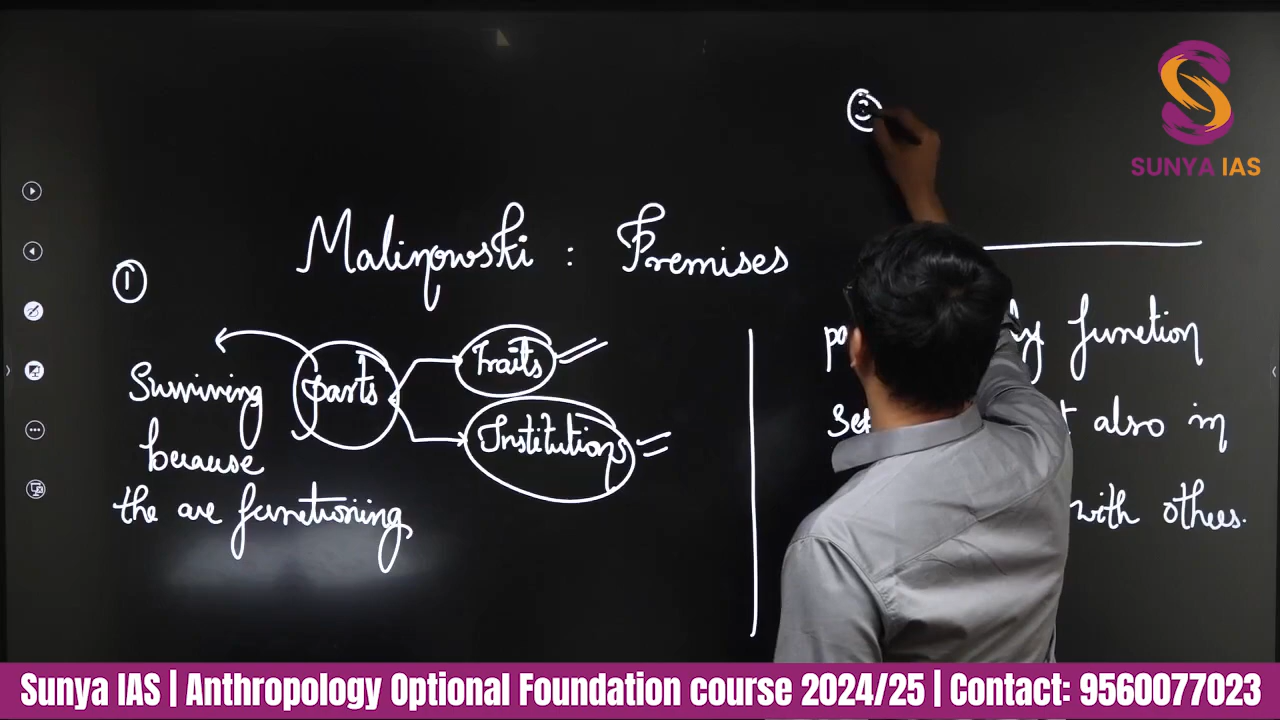 SUNYA IAS
Malinowski : Premises
①
parts
Traits
Institutions
Surviving
because
the are functioning
function
also in
with others.
Sunya IAS | Anthropology Optional Foundation course 2024/25 | Contact: 9560077023